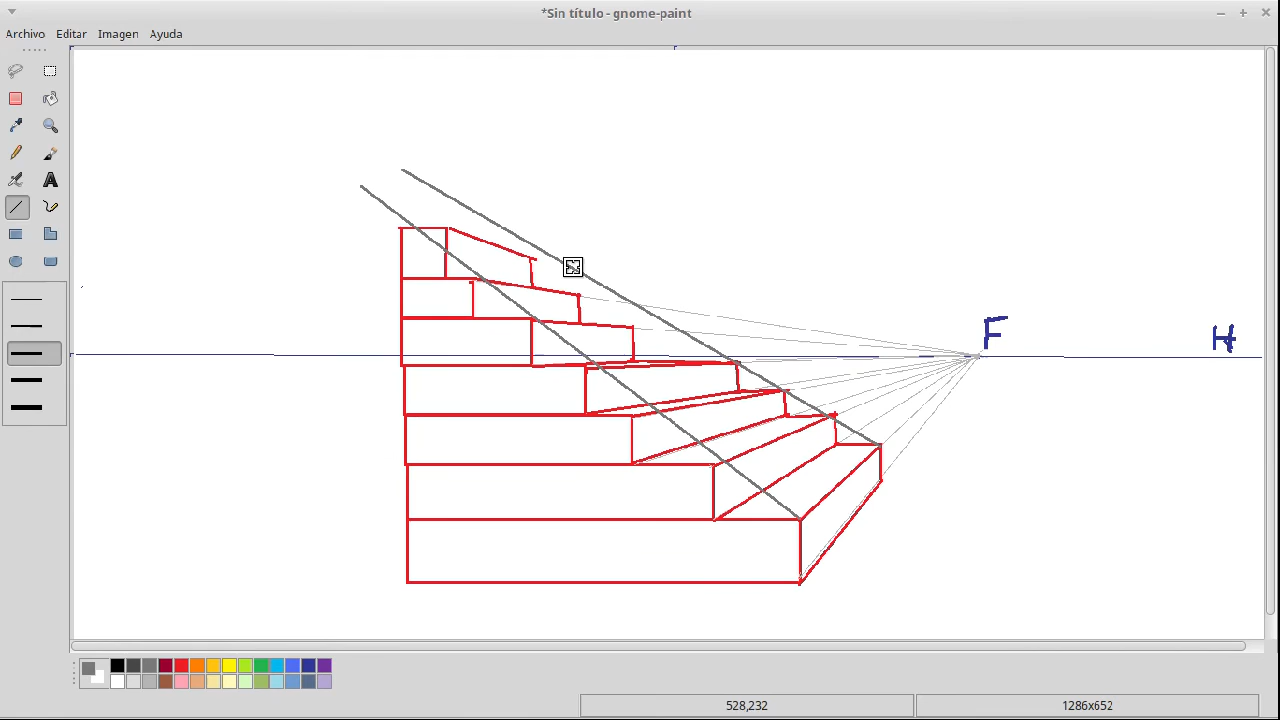 *Sin título - gnome-paint
Archivo Editar Imagen Ayuda
A
F
H
528,232 1286x652